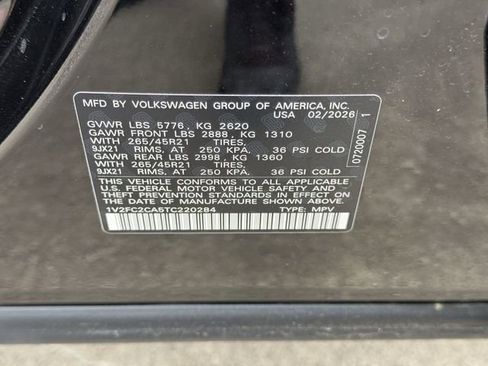 MFD BY VOLKSWAGEN GROUP OF AMERICA, INC.
USA 02/2026
GVWR LBS 5776, KG 2620
GAWR FRONT LBS 2888, KG 1310
WITH 265/45R21 TIRES,
9JX21 RIMS, AT 250 KPA, 36 PSI COLD
GAWR REAR LBS 2998, KG 1360
WITH 265/45R21 TIRES,
9JX21 RIMS, AT 250 KPA, 36 PSI COLD
THIS VEHICLE CONFORMS TO ALL APPLICABLE
U.S. FEDERAL MOTOR VEHICLE SAFETY AND
THEFT PREVENTION STANDARDS IN EFFECT ON
THE DATE OF MANUFACTURE SHOWN ABOVE.
1V2FC2CA5TC220284 TYPE: MPV
0720007 1